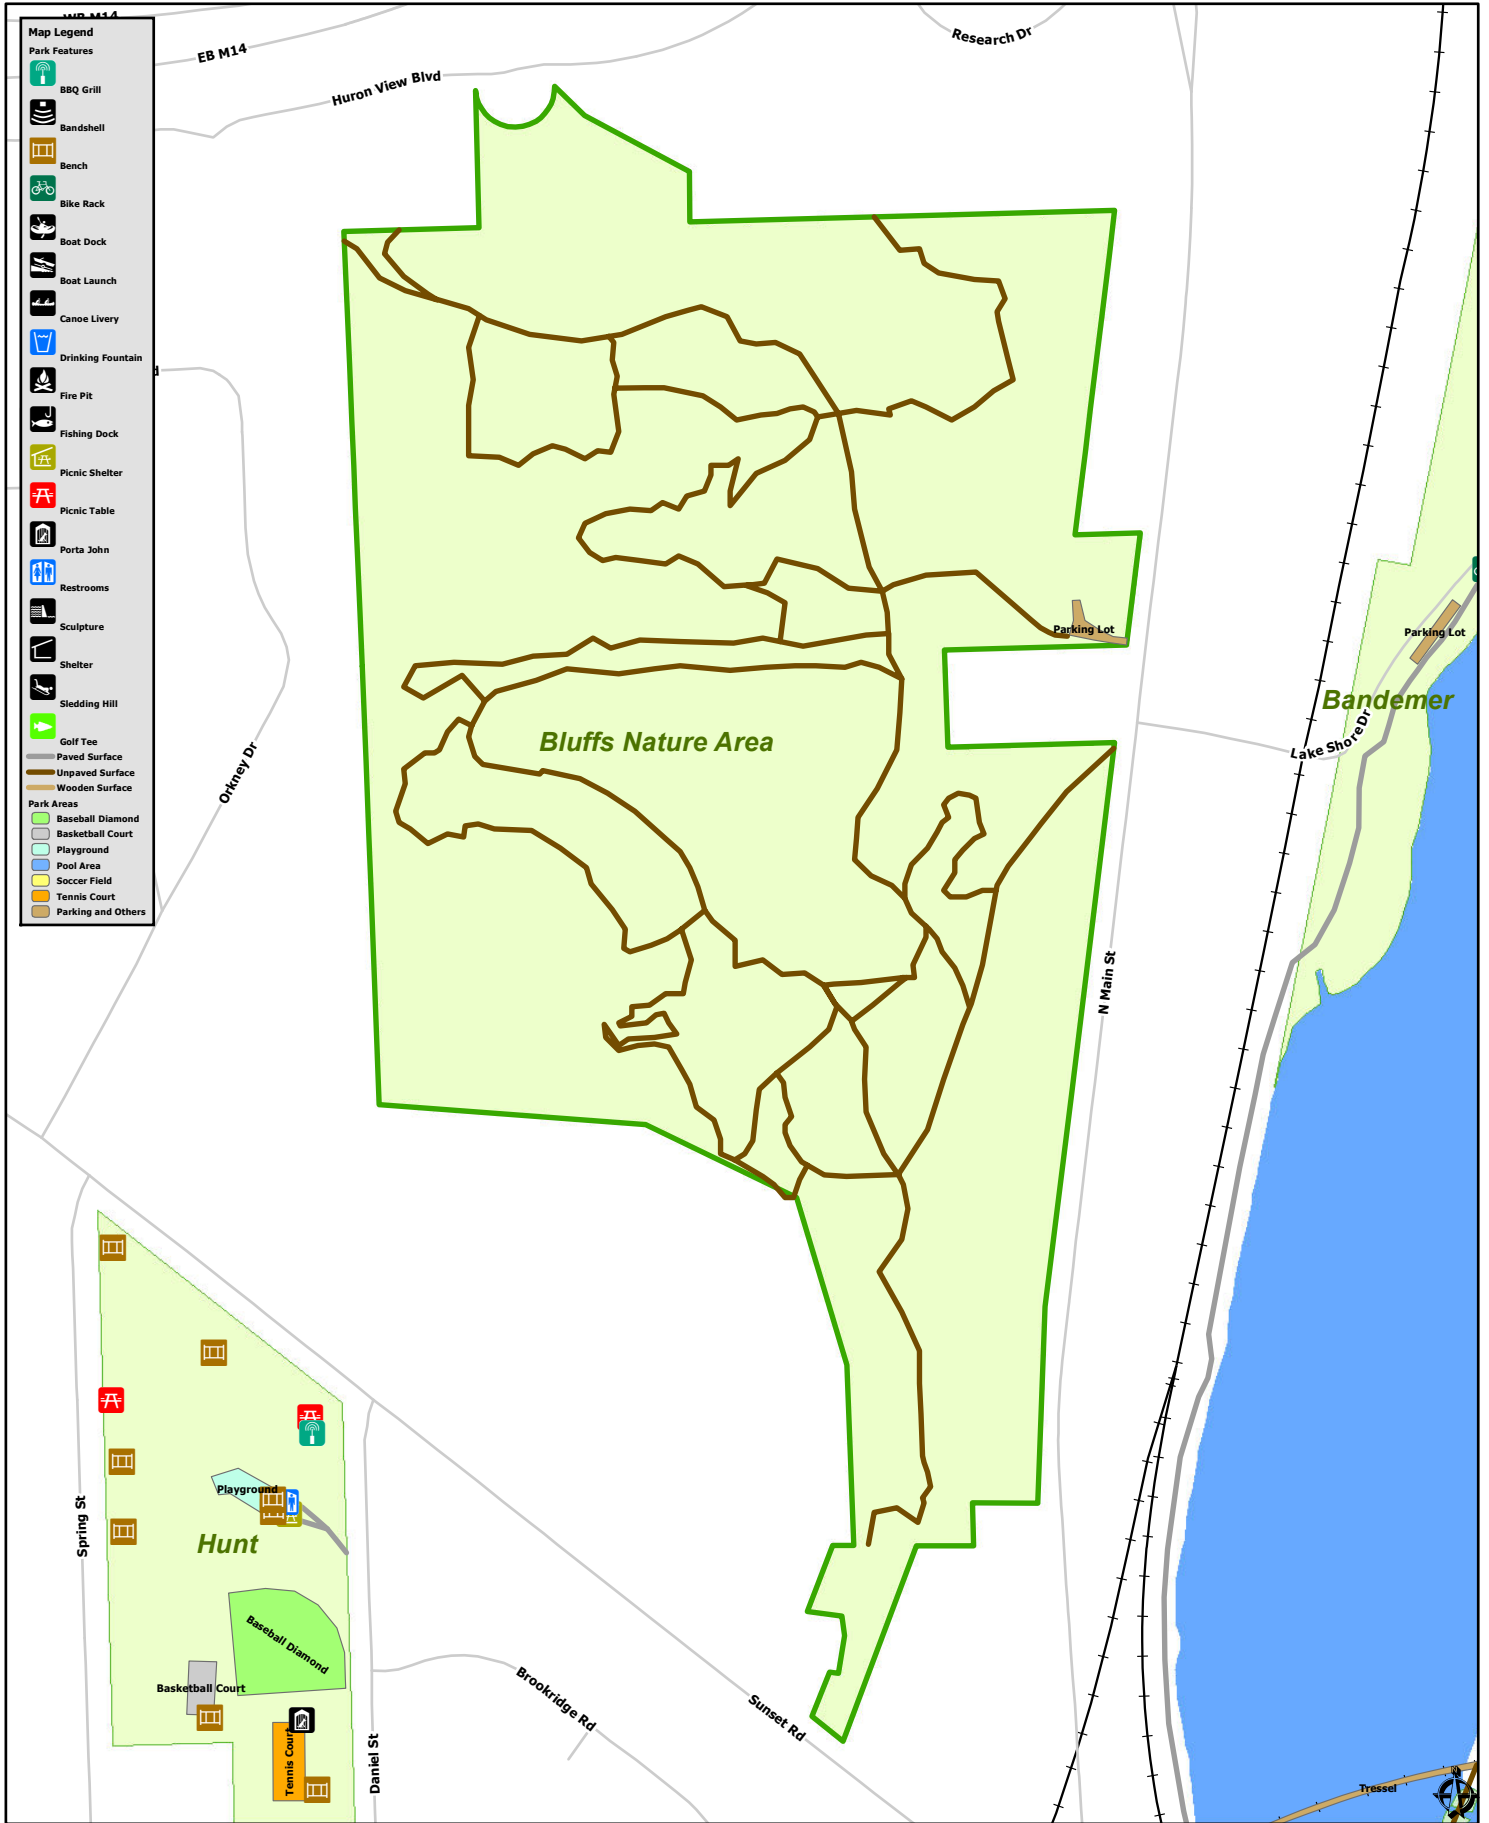 WB M14
EB M14
Huron View Blvd
Research Dr
Map Legend
Park Features
BBQ Grill
Bandshell
Bench
Bike Rack
Boat Dock
Boat Launch
Canoe Livery
Drinking Fountain
Fire Pit
Fishing Dock
Picnic Shelter
Picnic Table
Porta John
Restrooms
Sculpture
Shelter
Sledding Hill
Golf Tee
Paved Surface
Unpaved Surface
Wooden Surface
Park Areas
Baseball Diamond
Basketball Court
Playground
Pool Area
Soccer Field
Tennis Court
Parking and Others
Parking Lot
Parking Lot
Bandemer
Lake Shore Dr
Bluffs Nature Area
Orkney Dr
N Main St
Spring St
Playground
Hunt
Baseball Diamond
Basketball Court
Tennis Court
Daniel St
Brookridge Rd
Sunset Rd
Tressel
N